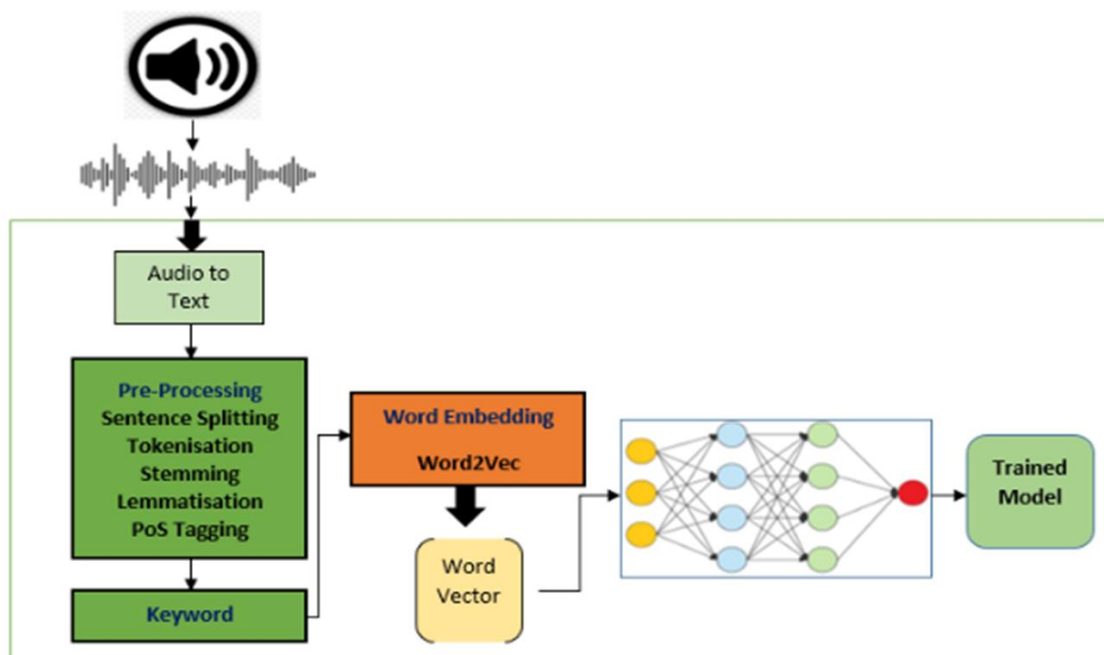 Audio to
Text
Pre-Processing
Sentence Splitting
Tokenisation
Stemming
Lemmatisation
PoS Tagging
Keyword
Word Embedding
Word2Vec
Word
Vector
Trained
Model